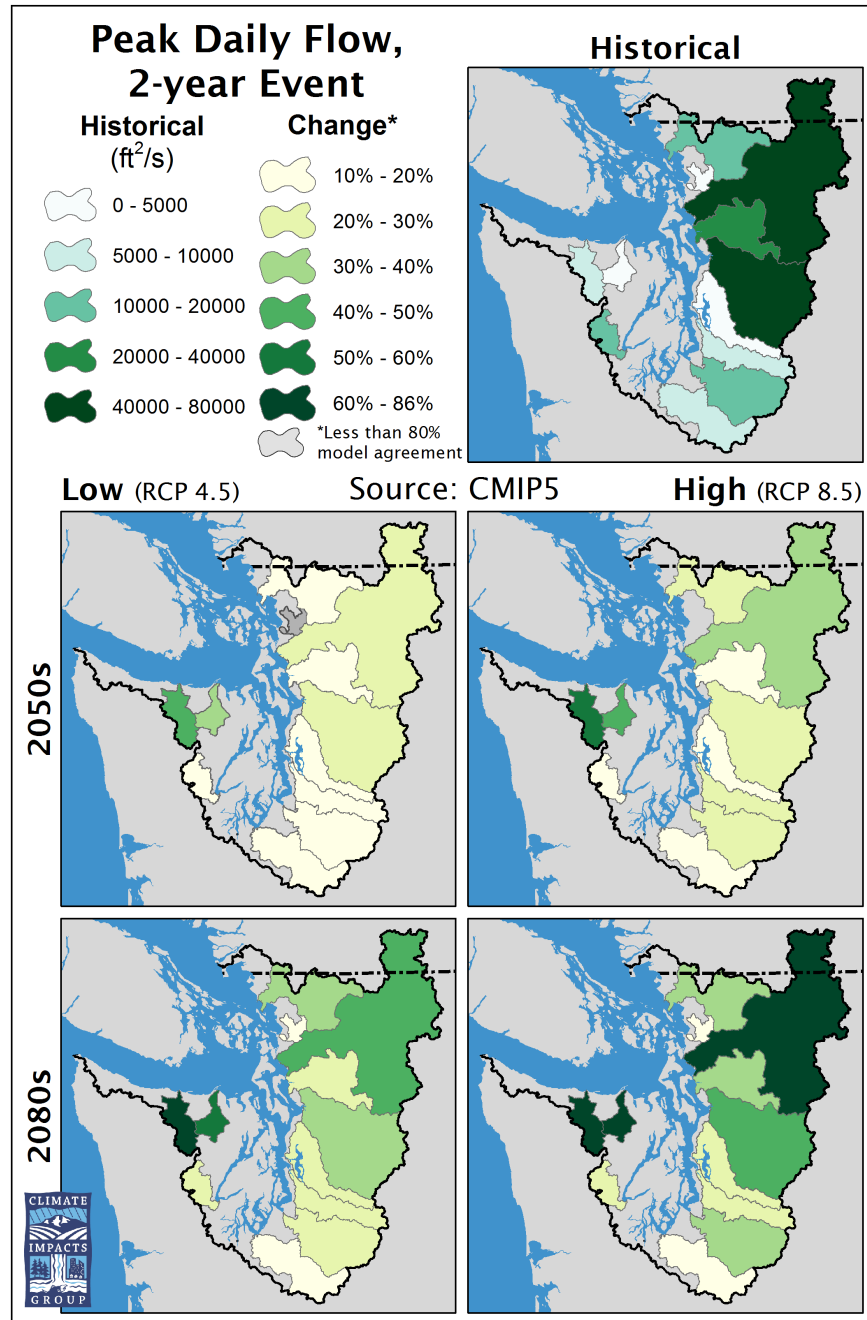 Peak Daily Flow,
2-year Event
Historical
(ft²/s)
0 - 5000
5000 - 10000
10000 - 20000
20000 - 40000
40000 - 80000
Change*
10% - 20%
20% - 30%
30% - 40%
40% - 50%
50% - 60%
60% - 86%
*Less than 80%
model agreement
Historical
Low (RCP 4.5)
Source: CMIP5
High (RCP 8.5)
2050s
2080s
CLIMATE
IMPACTS
GROUP